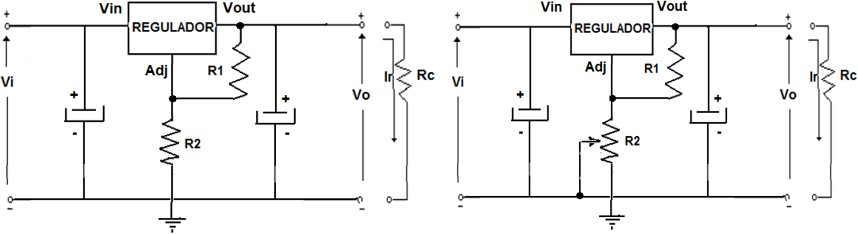 Vin Vout
REGULADOR
+ +
Adj R1
Vi + + Vo Ir Rc
- -
R2
- -
Vin Vout
REGULADOR
+ +
Adj R1
Vi + + Vo Ir Rc
- -
R2
- -